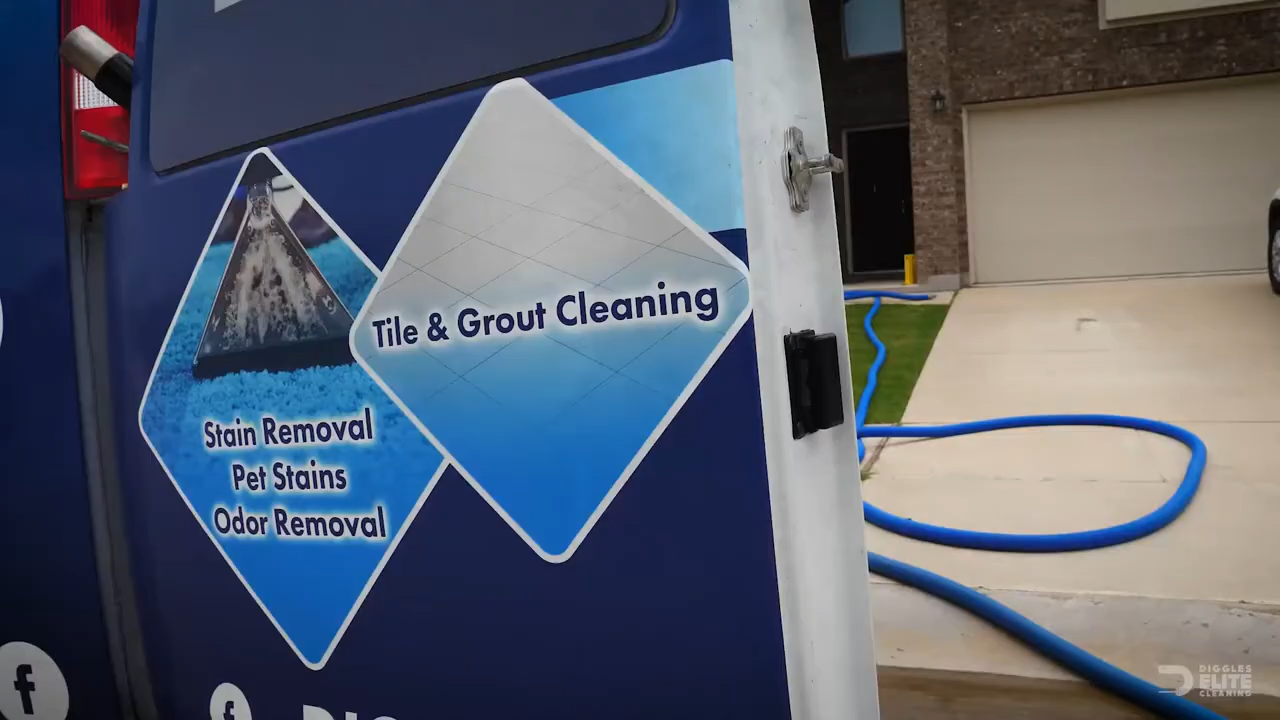 Tile & Grout Cleaning
Stain Removal
Pet Stains
Odor Removal
f
f
DIGGLES
ELITE
CLEANING